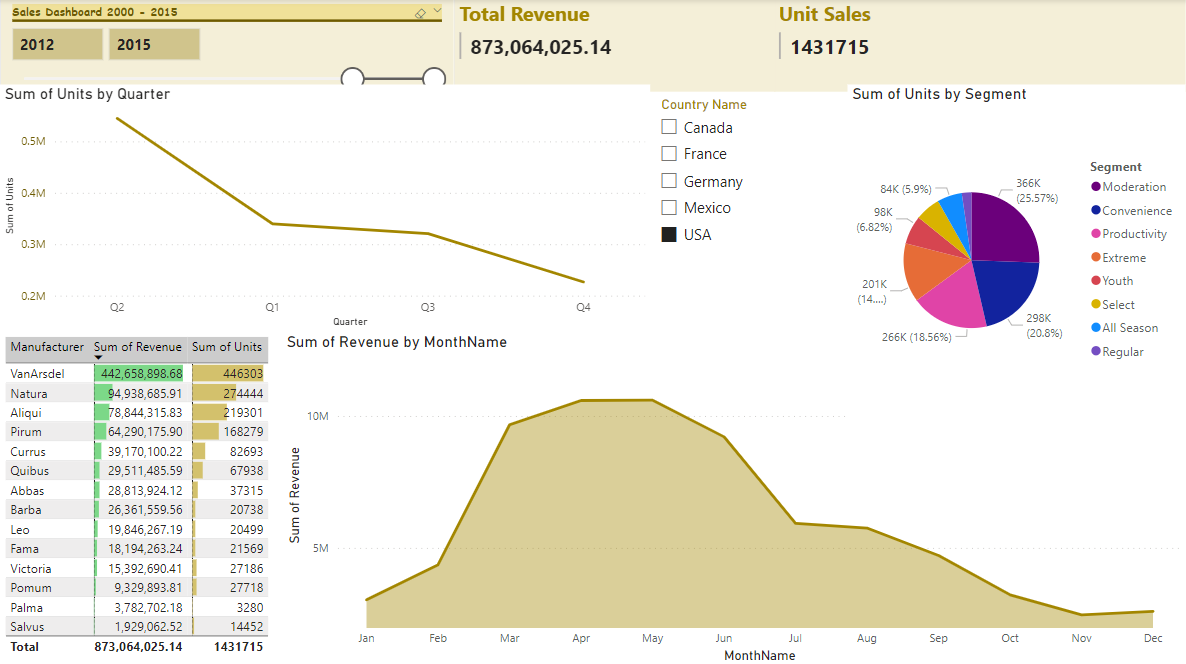 Sales Dashboard 2000 - 2015
2012
2015
Total Revenue
873,064,025.14
Unit Sales
1431715
Sum of Units by Quarter
Sum of Units
0.5M
0.4M
0.3M
0.2M
Q2
Q1
Q3
Q4
Quarter
Country Name
Canada
France
Germany
Mexico
USA
Sum of Units by Segment
84K (5.9%)
98K
(6.82%)
201K
(14....)
266K (18.56%)
366K
(25.57%)
298K
(20.8%)
Segment
Moderation
Convenience
Productivity
Extreme
Youth
Select
All Season
Regular
Manufacturer Sum of Revenue Sum of Units
VanArsdel 442,658,898.68 446303
Natura 94,938,685.91 274444
Aliqui 78,844,315.83 219301
Pirum 64,290,175.90 168279
Currus 39,170,100.22 82693
Quibus 29,511,485.59 67938
Abbas 28,813,924.12 37315
Barba 26,361,559.56 20738
Leo 19,846,267.19 20499
Fama 18,194,263.24 21569
Victoria 15,392,690.41 27186
Pomum 9,329,893.81 27718
Palma 3,782,702.18 3280
Salvus 1,929,062.52 14452
Total 873,064,025.14 1431715
Sum of Revenue by MonthName
Sum of Revenue
10M
5M
Jan
Feb
Mar
Apr
May
Jun
Jul
Aug
Sep
Oct
Nov
Dec
MonthName